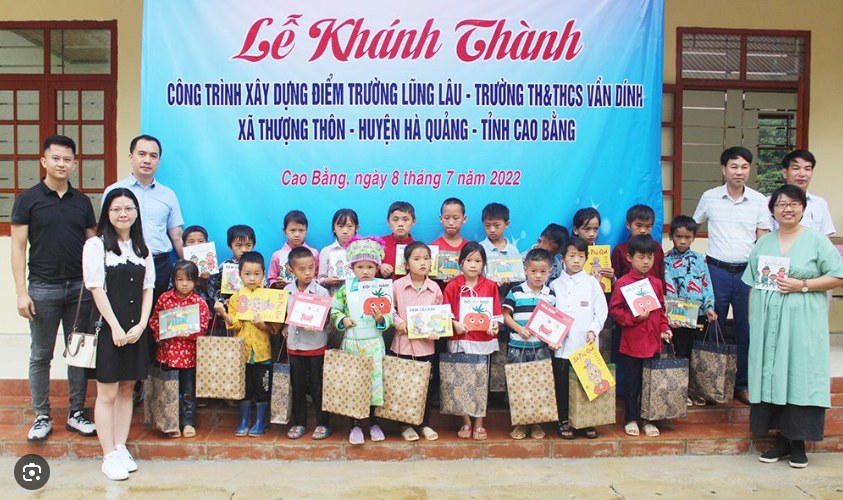 Lễ Khánh Thành
CÔNG TRÌNH XÂY DỰNG ĐIỂM TRƯỜNG LŨNG LÂU - TRƯỜNG TH&THCS VẦN DÍNH
XÃ THƯỢNG THÔN - HUYỆN HÀ QUẢNG - TỈNH CAO BẰNG
Cao Bằng, ngày 8 tháng 7 năm 2022